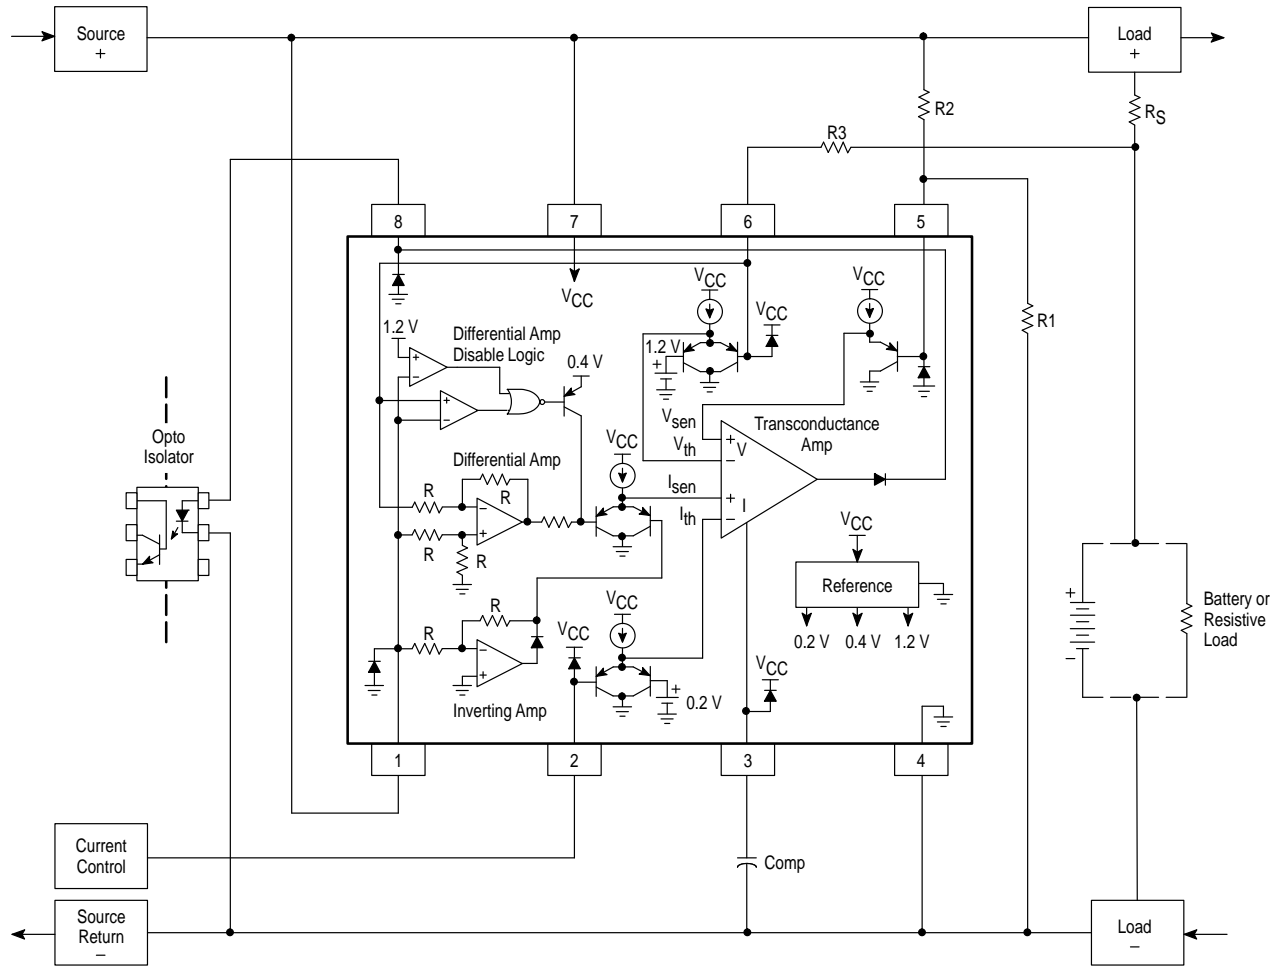 Source
+
Load
+
R2
RS
R3
8
7
6
5
VCC
VCC
VCC
VCC
1.2 V
Differential Amp
Disable Logic
0.4 V
1.2 V
+
R1
+
−
+
−
Opto
Isolator
Vsen
Vth
Transconductance
Amp
+
V
−
VCC
Differential Amp
Isen
Ith
+
I
−
R
R
−
+
R
R
VCC
Reference
0.2 V
0.4 V
1.2 V
+
−
Battery or
Resistive
Load
VCC
VCC
R
R
−
+
Inverting Amp
+
0.2 V
VCC
1
2
3
4
Current
Control
Comp
Source
Return
−
Load
−